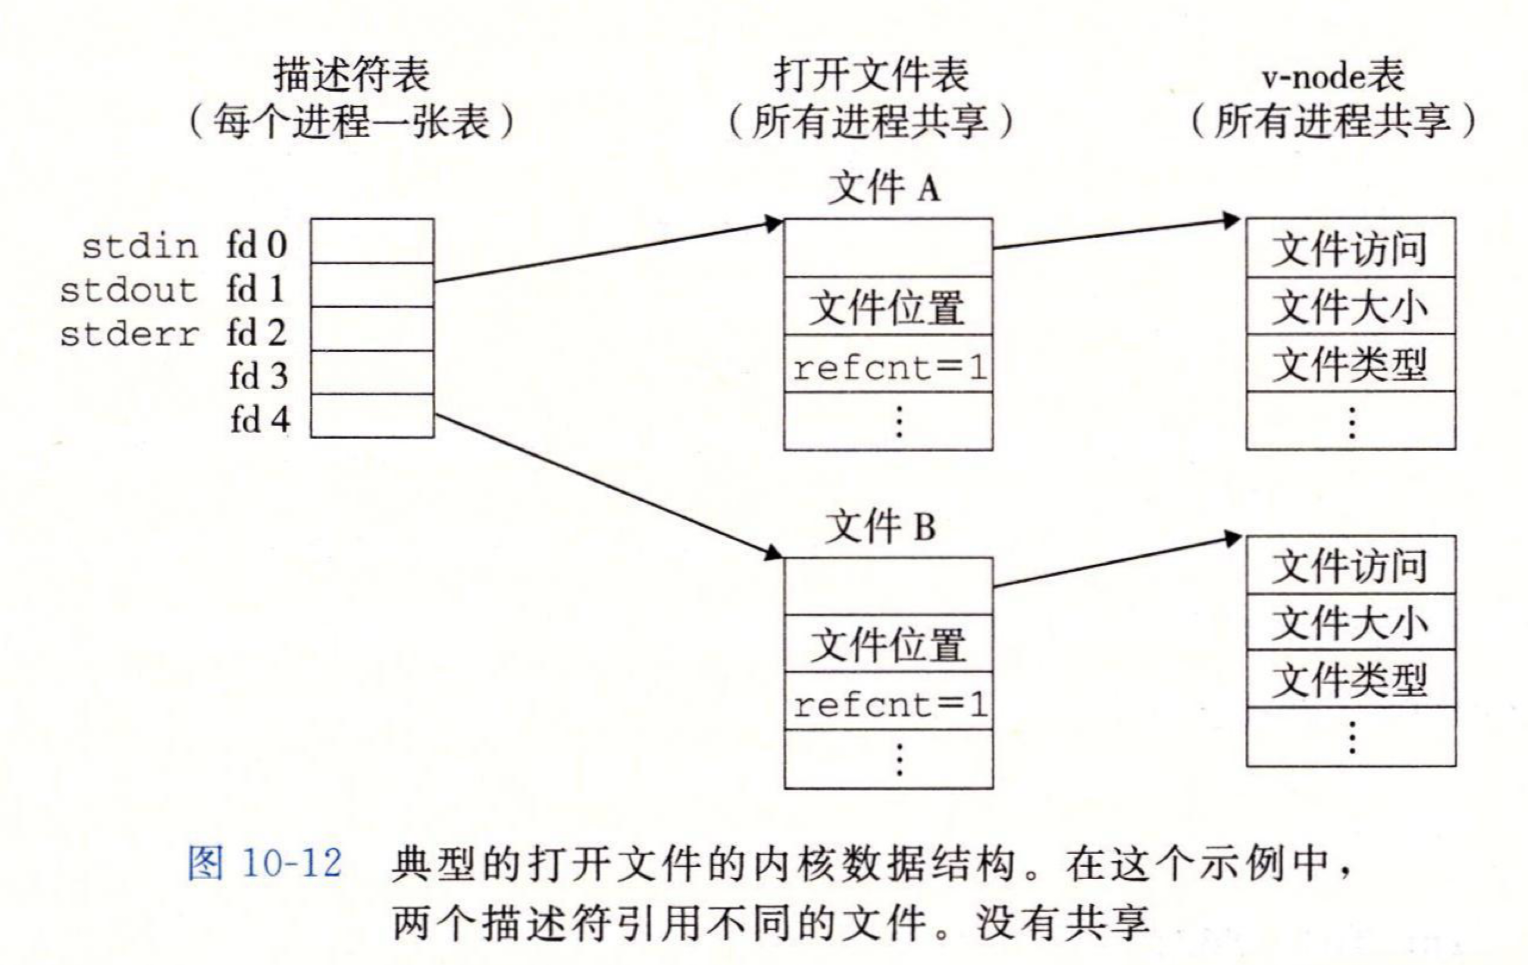 描述符表
（每个进程一张表）
打开文件表
（所有进程共享）
v-node表
（所有进程共享）
stdin fd 0
stdout fd 1
stderr fd 2
fd 3
fd 4
文件 A
文件位置
refcnt=1
⋮
文件访问
文件大小
文件类型
⋮
文件 B
文件位置
refcnt=1
⋮
文件访问
文件大小
文件类型
⋮
图 10-12 典型的打开文件的内核数据结构。在这个示例中，
两个描述符引用不同的文件。没有共享